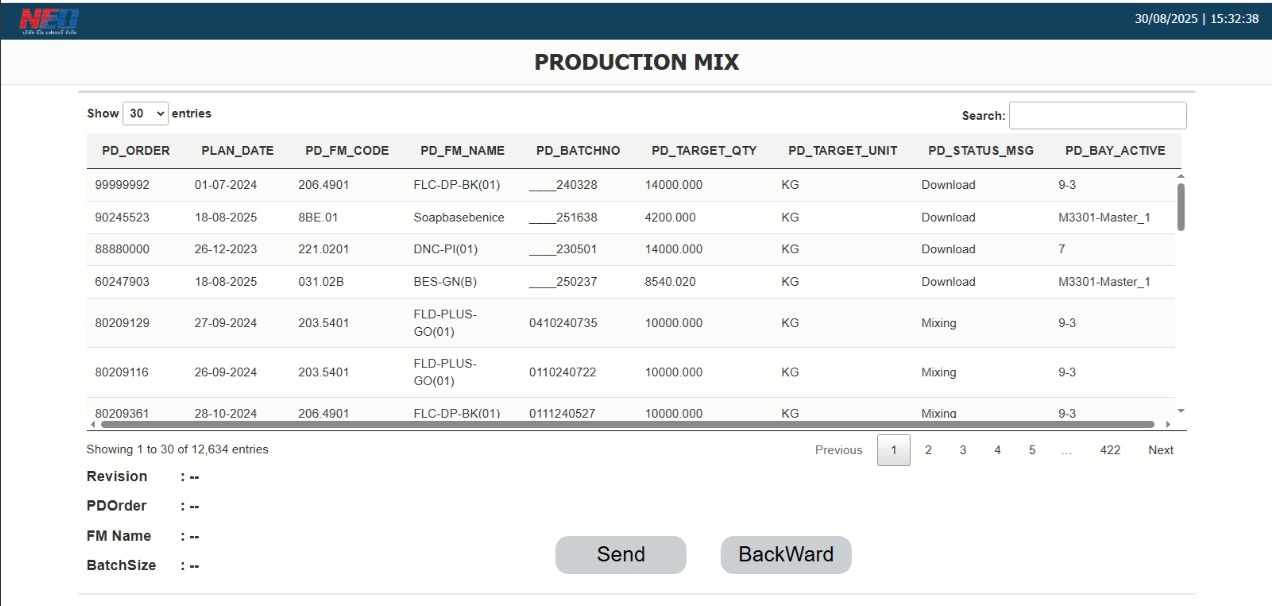 NEO
30/08/2025 | 15:32:38
PRODUCTION MIX
Show 30 entries
Search:
PD_ORDER PLAN_DATE PD_FM_CODE PD_FM_NAME PD_BATCHNO PD_TARGET_QTY PD_TARGET_UNIT PD_STATUS_MSG PD_BAY_ACTIVE
99999992 01-07-2024 206.4901 FLC-DP-BK(01) ____240328 14000.000 KG Download 9-3
90245523 18-08-2025 8BE.01 Soapbasebenice ____251638 4200.000 KG Download M3301-Master_1
88880000 26-12-2023 221.0201 DNC-PI(01) ____230501 14000.000 KG Download 7
60247903 18-08-2025 031.02B BES-GN(B) ____250237 8540.020 KG Download M3301-Master_1
80209129 27-09-2024 203.5401 FLD-PLUS-
GO(01) 0410240735 10000.000 KG Mixing 9-3
80209116 26-09-2024 203.5401 FLD-PLUS-
GO(01) 0110240722 10000.000 KG Mixing 9-3
80209361 28-10-2024 206.4901 FLC-DP-BK(01) 0111240527 10000.000 KG Mixing 9-3
Showing 1 to 30 of 12,634 entries
Previous 1 2 3 4 5 ... 422 Next
Revision : --
PDOrder : --
FM Name : --
BatchSize : --
Send BackWard